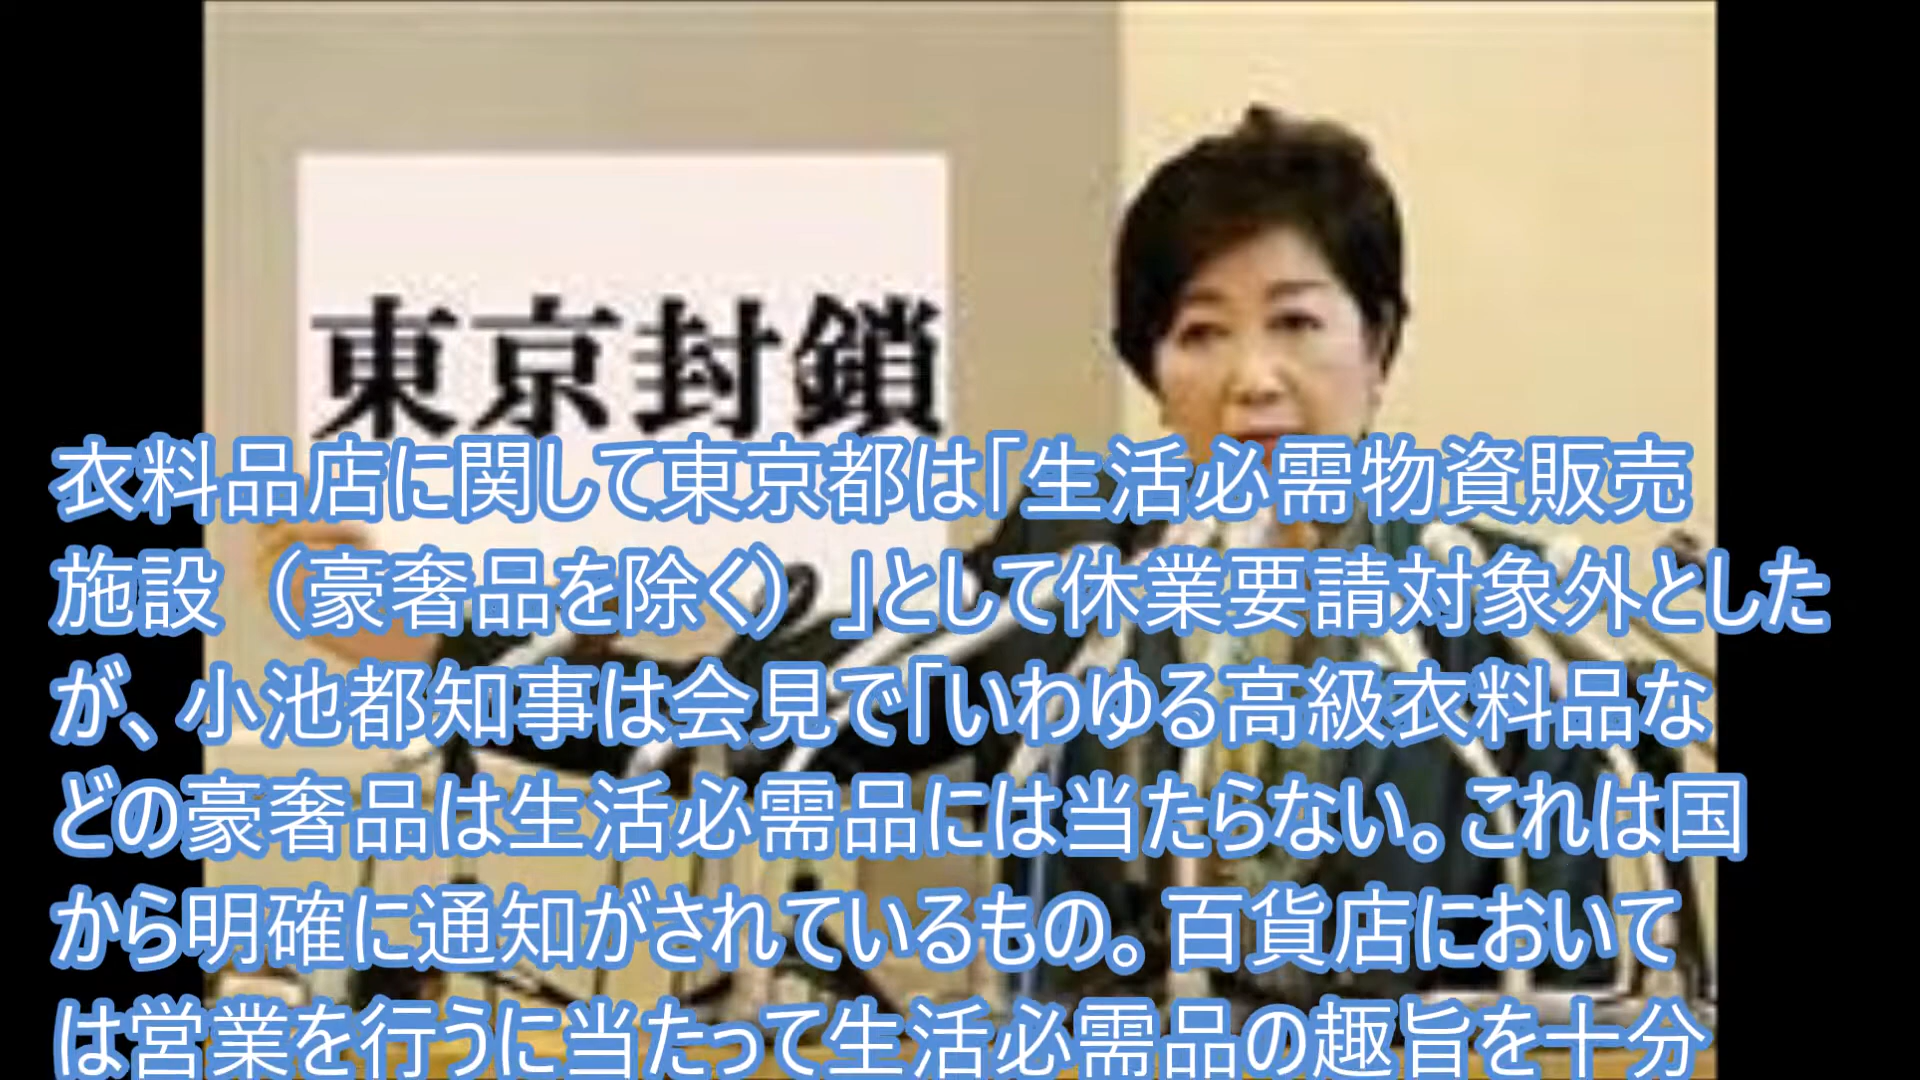 東京封鎖
衣料品店に関して東京都は「生活必需物資販売
施設（豪奢品を除く）」として休業要請対象外とした
が、小池都知事は会見で「いわゆる高級衣料品な
どの豪奢品は生活必需品には当たらない。これは国
から明確に通知がされているもの。百貨店において
は営業を行うに当たって生活必需品の趣旨を十分